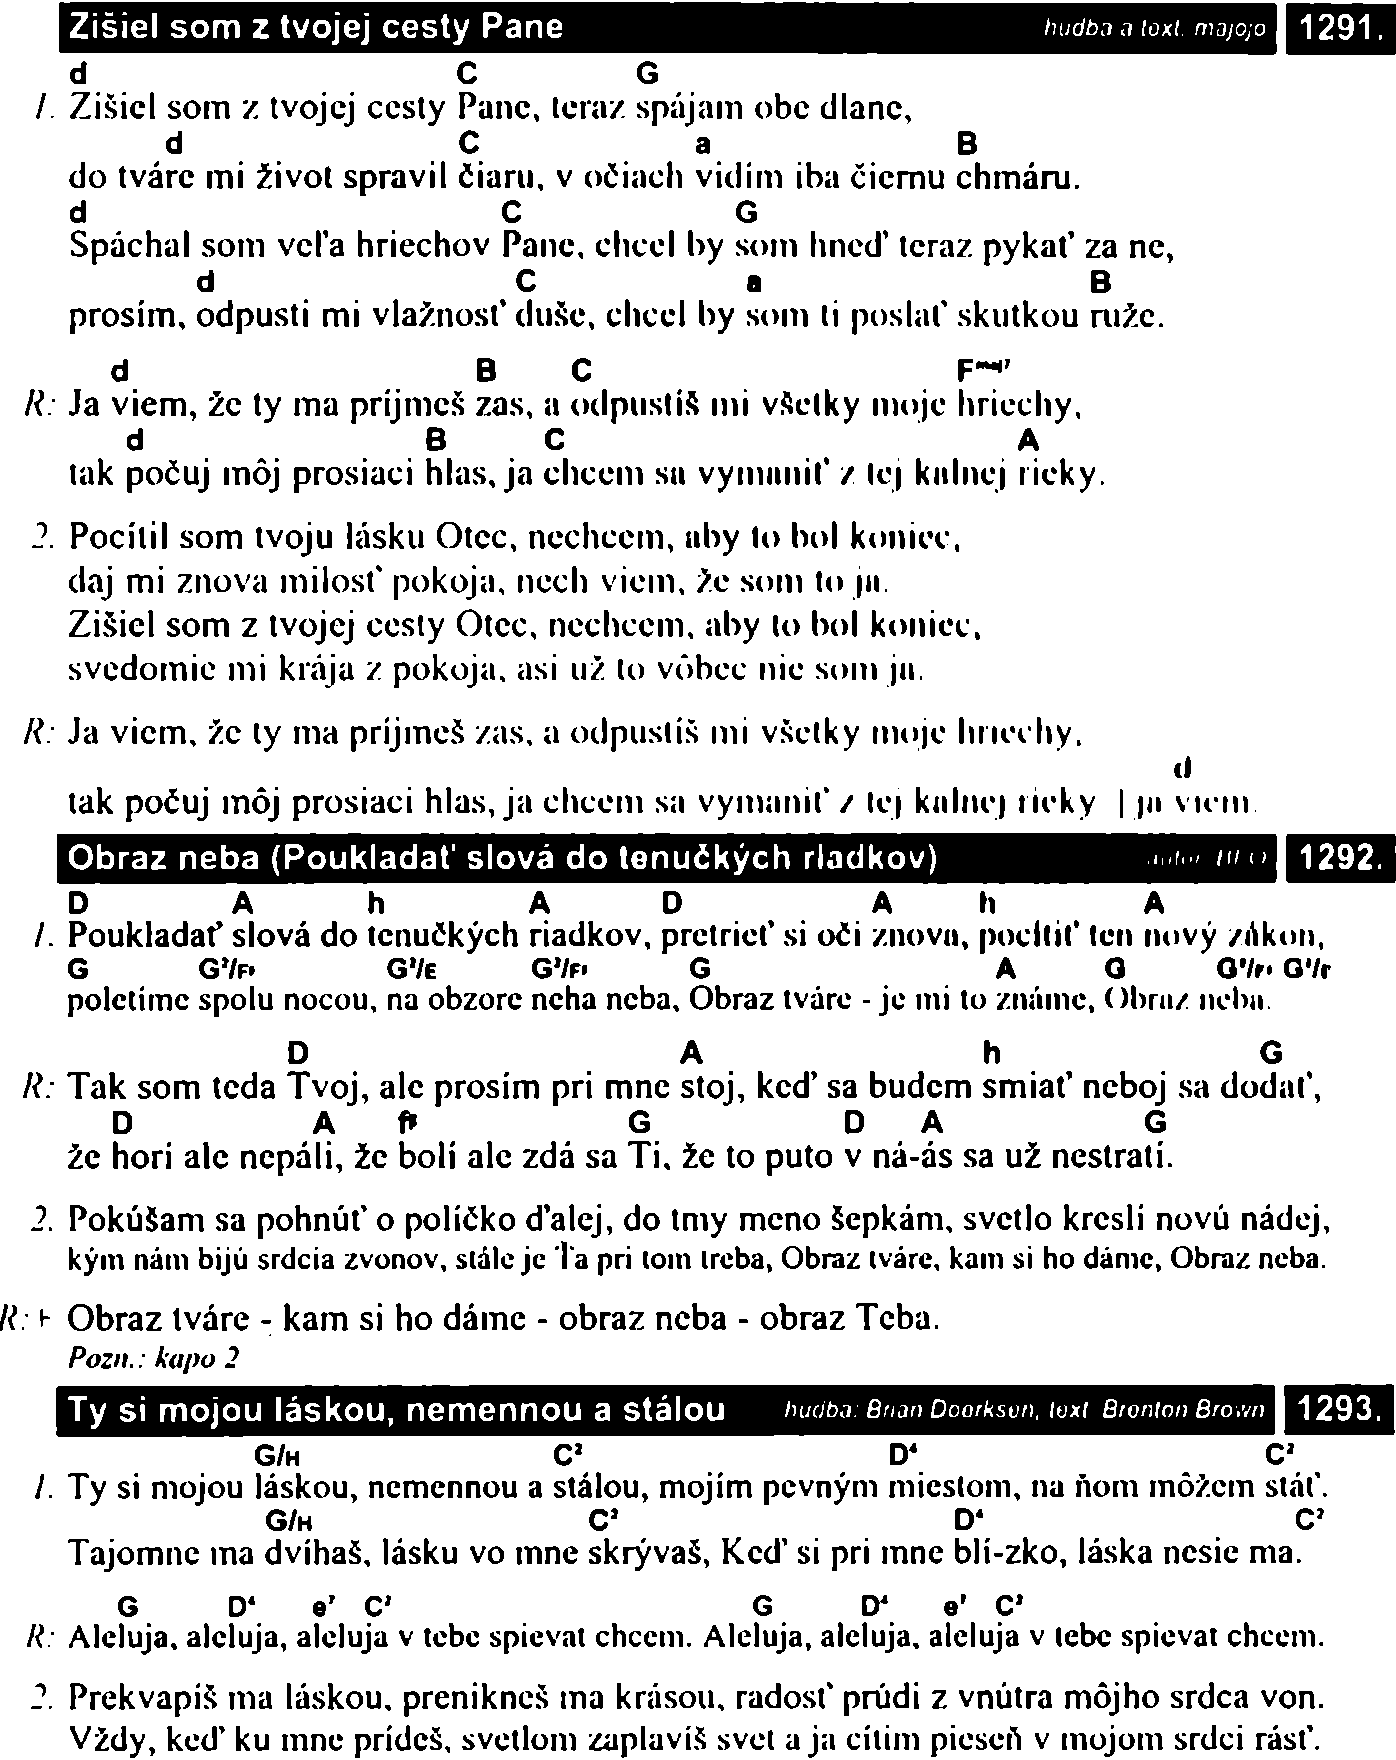 Zišiel som z tvojej cesty Pane hudba a text: majojo 1291.
d C G
1. Zišiel som z tvojej cesty Pane, teraz spájam obe dlane,
d C a B
do tváre mi život spravil čiaru, v očiach vidím iba čiernu chmáru.
d C G
Spáchal som veľa hriechov Pane, chcel by som hneď teraz pykať za ne,
d C a B
prosím, odpusti mi vlažnosť duše, chcel by som ti poslať skutkou ruže.
d B C Fmaj7
R: Ja viem, že ty ma príjmeš zas, a odpustíš mi všetky moje hriechy,
d B C A
tak počuj môj prosiaci hlas, ja chcem sa vymaniť z tej kalnej rieky.
2. Pocítil som tvoju lásku Otec, nechcem, aby to bol koniec,
daj mi znova milosť pokoja, nech viem, že som to ja.
Zišiel som z tvojej cesty Otec, nechcem, aby to bol koniec,
svedomie mi krája z pokoja, asi už to vôbec nie som ja.
R: Ja viem, že ty ma príjmeš zas, a odpustíš mi všetky moje hriechy,
d
tak počuj môj prosiaci hlas, ja chcem sa vymaniť z tej kalnej rieky | ja viem.
Obraz neba (Poukladať slová do tenučkých riadkov) 1292.
D A h A D A h A
1. Poukladať slová do tenučkých riadkov, pretrieť si oči znova, pocítiť ten nový zákon,
G G G A G
poletíme spolu nocou, na obzore neha neba, Obraz tváre - je mi to známe, Obraz neba.
D A h G
R: Tak som teda Tvoj, ale prosím pri mne stoj, keď sa budem smiať neboj sa dodať,
D A G D A G
že hori ale nepáli, že bolí ale zdá sa Ti, že to puto v ná-ás sa už nestratí.
2. Pokúšam sa pohnúť o políčko ďalej, do tmy meno šepkám, svetlo kreslí novú nádej,
kým nám bijú srdcia zvonov, stále je Ťa pri tom treba, Obraz tváre, kam si ho dáme, Obraz neba.
R: + Obraz tváre - kam si ho dáme - obraz neba - obraz Teba.
Pozn.: kapo 2
Ty si mojou láskou, nemennou a stálou hudba: Brian Doerksen, text Brenton Brown 1293.
G/H C² D⁴ C²
1. Ty si mojou láskou, nemennou a stálou, mojím pevným miestom, na ňom môžem stáť.
G/H C² D⁴ C²
Tajomne ma dvíhaš, lásku vo mne skrývaš, Keď si pri mne blí-zko, láska nesie ma.
G D⁴ e⁷ C² G D⁴ e⁷ C²
R: Aleluja, aleluja, aleluja v tebe spievat chcem. Aleluja, aleluja, aleluja v tebe spievat chcem.
2. Prekvapíš ma láskou, prenikneš ma krásou, radosť prúdi z vnútra môjho srdca von.
Vždy, keď ku mne prídeš, svetlom zaplavíš svet a ja cítim pieseň v mojom srdci rásť.